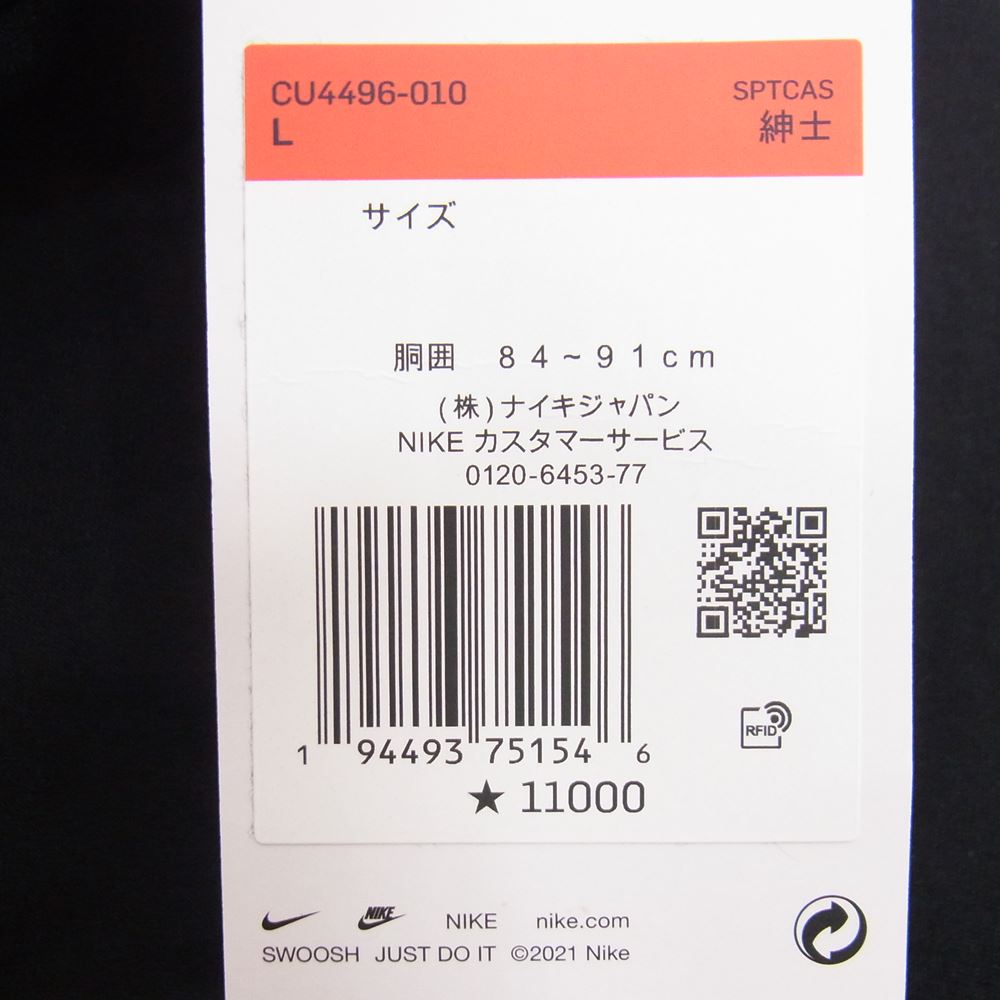 CU4496-010 SPTCAS
L 紳士
サイズ
胴囲 84~91cm
(株)ナイキジャパン
NIKE カスタマーサービス
0120-6453-77
RFID
1 94493 75154 6
★ 11000
NIKE NIKE nike.com
SWOOSH JUST DO IT ©2021 Nike